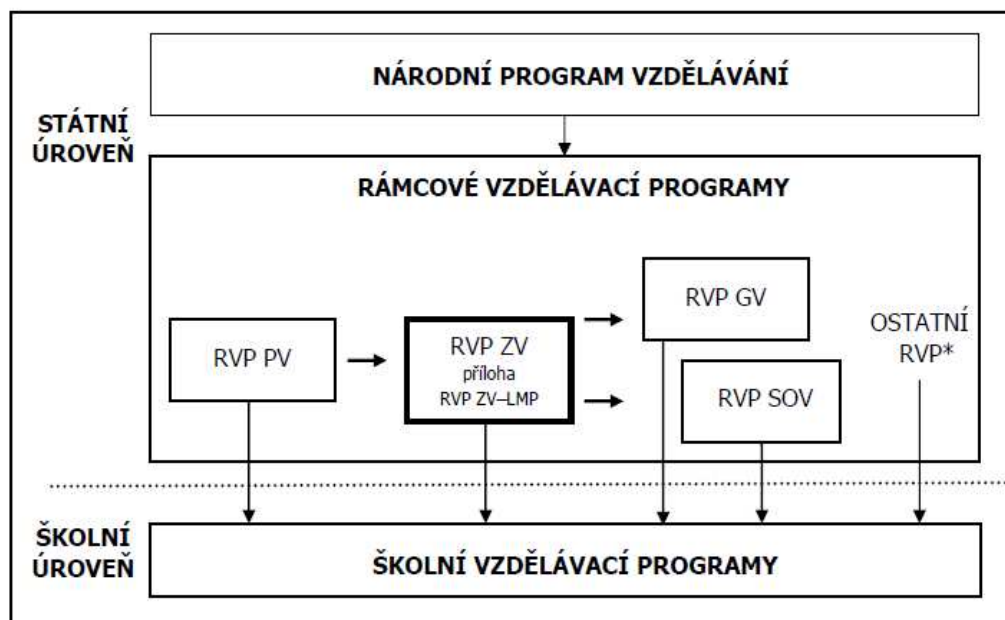 NÁRODNÍ PROGRAM VZDĚLÁVÁNÍ
STÁTNÍ
ÚROVEŇ
RÁMCOVÉ VZDĚLÁVACÍ PROGRAMY
RVP PV
RVP ZV
příloha
RVP ZV–LMP
RVP GV
RVP SOV
OSTATNÍ
RVP*
ŠKOLNÍ
ÚROVEŇ
ŠKOLNÍ VZDĚLÁVACÍ PROGRAMY